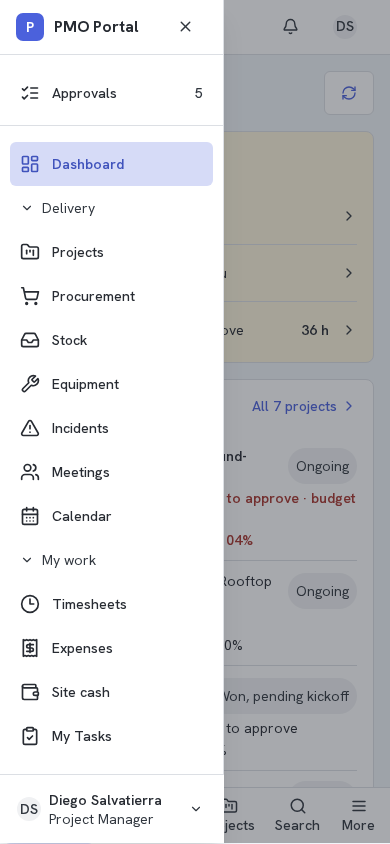 P PMO Portal
DS
Approvals 5
Dashboard
Delivery
Projects
Procurement
Stock
Equipment
Incidents
Meetings
Calendar
My work
Timesheets
Expenses
Site cash
My Tasks
DS Diego Salvatierra
Project Manager
36 h
All 7 projects
Ongoing
to approve · budget
04%
Rooftop
Ongoing
0%
Won, pending kickoff
to approve
%
Search
More